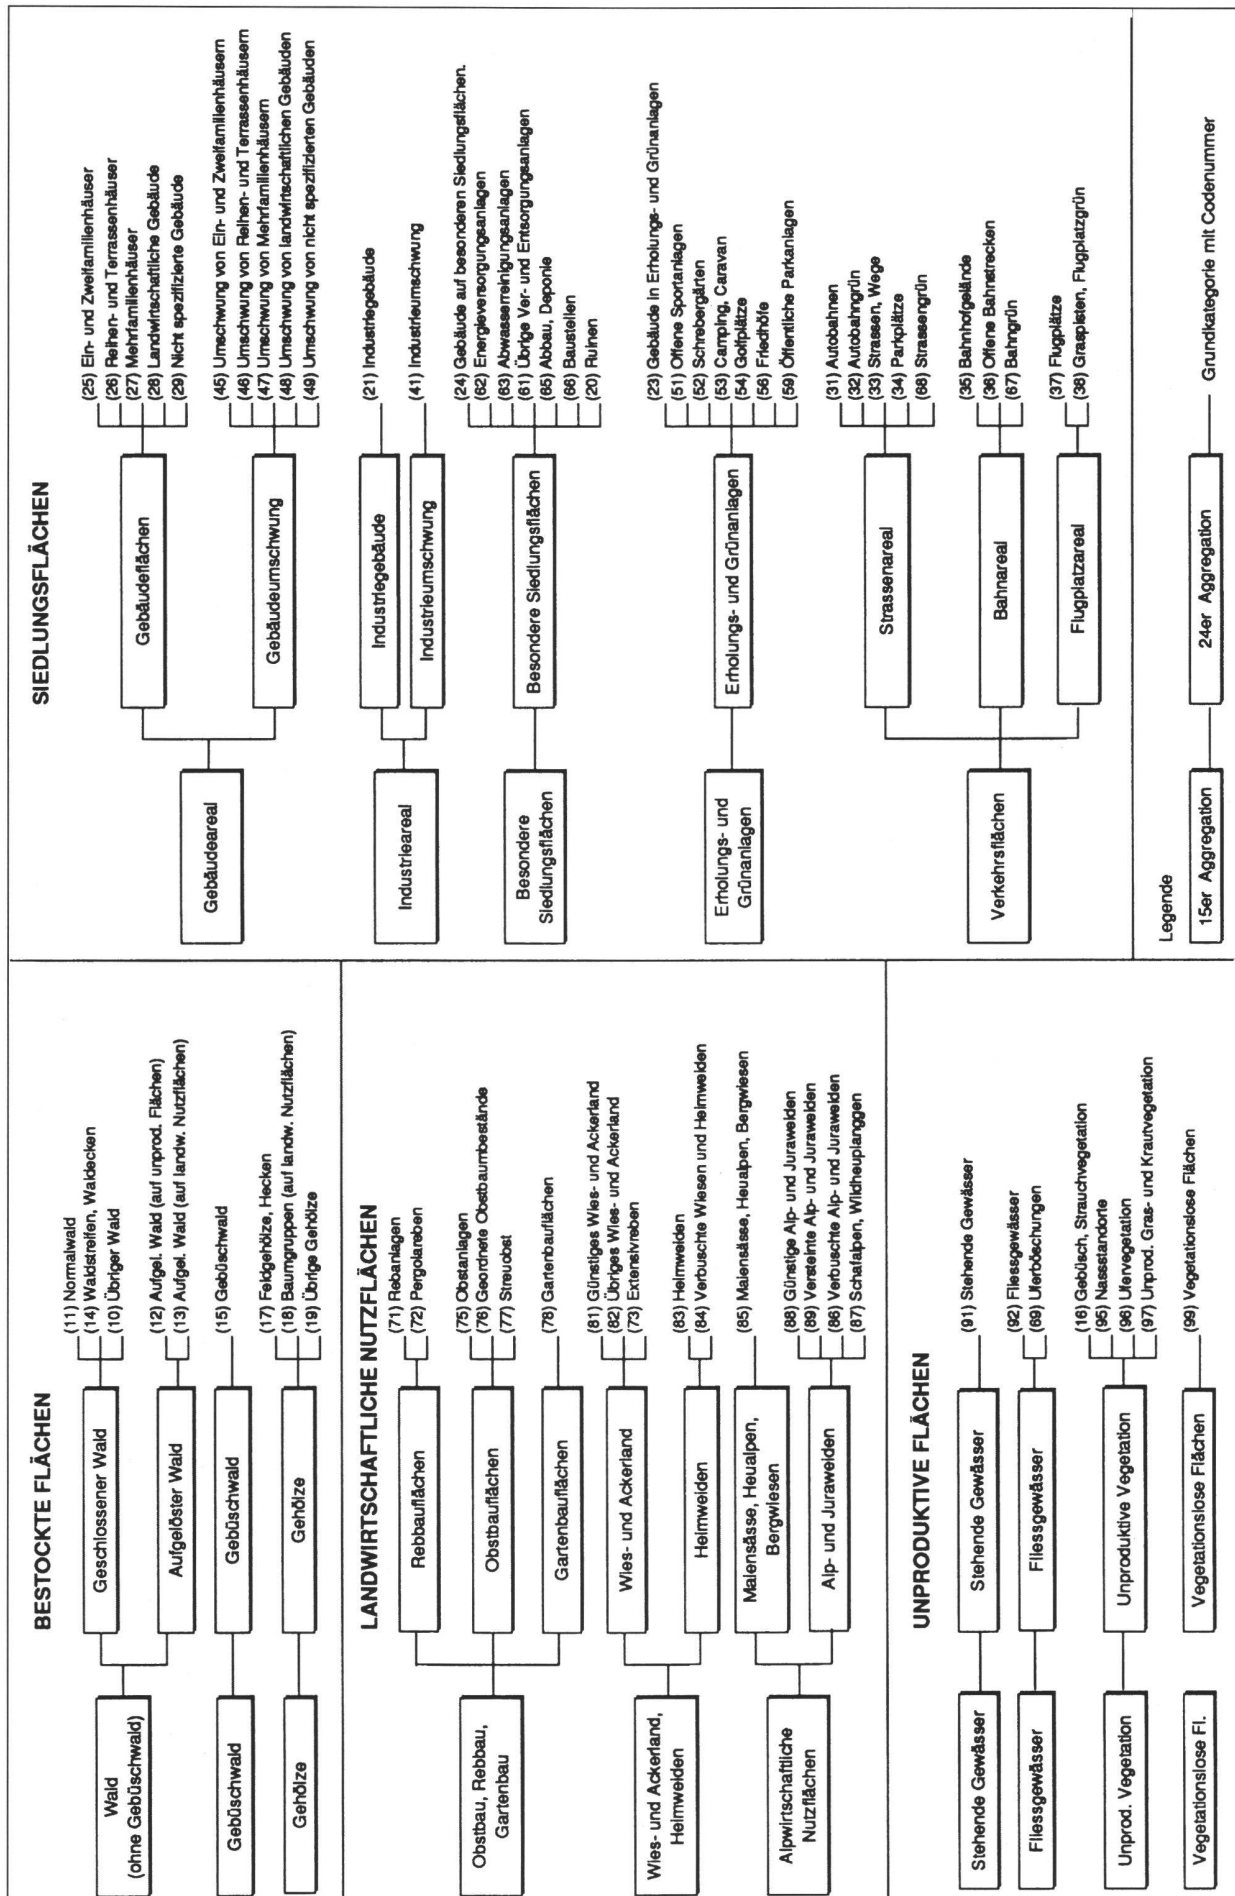 BESTOCKTE FLÄCHEN
Wald
(ohne Gebüschwald)
Geschlossener Wald
(11) Normalwald
(14) Waldstreifen, Waldecken
(10) Übriger Wald
Aufgelöster Wald
(12) Aufgel. Wald (auf unprod. Flächen)
(13) Aufgel. Wald (auf landw. Nutzflächen)
Gebüschwald
Gebüschwald
(15) Gebüschwald
Gehölze
Gehölze
(17) Feldgehölze, Hecken
(18) Baumgruppen (auf landw. Nutzflächen)
(19) Übrige Gehölze
LANDWIRTSCHAFTLICHE NUTZFLÄCHEN
Obstbau, Rebbau,
Gartenbau
Rebbauflächen
(71) Rebanlagen
(72) Pergolareben
Obstbauflächen
(75) Obstanlagen
(76) Geordnete Obstbaumbestände
(77) Streuobst
Gartenbauflächen
(78) Gartenbauflächen
Wies- und Ackerland,
Heimweiden
Wies- und Ackerland
(81) Günstiges Wies- und Ackerland
(82) Übriges Wies- und Ackerland
(73) Extensivreben
Heimweiden
(83) Heimweiden
(84) Verbuschte Wiesen und Heimweiden
Alpwirtschaftliche
Nutzflächen
Maiensässe, Heualpen,
Bergwiesen
(85) Maiensässe, Heualpen, Bergwiesen
Alp- und Juraweiden
(88) Günstige Alp- und Juraweiden
(89) Versteinte Alp- und Juraweiden
(86) Verbuschte Alp- und Juraweiden
(87) Schafalpen, Wildheuplanggen
UNPRODUKTIVE FLÄCHEN
Stehende Gewässer
Stehende Gewässer
(91) Stehende Gewässer
Fliessgewässer
Fliessgewässer
(92) Fliessgewässer
(69) Uferböschungen
Unprod. Vegetation
Unproduktive Vegetation
(16) Gebüsch, Strauchvegetation
(95) Nassstandorte
(96) Ufervegetation
(97) Unprod. Gras- und Krautvegetation
Vegetationslose Fl.
Vegetationslose Flächen
(99) Vegetationslose Flächen
SIEDLUNGSFLÄCHEN
Gebäudeareal
Gebäudeflächen
(25) Ein- und Zweifamilienhäuser
(26) Reihen- und Terrassenhäuser
(27) Mehrfamilienhäuser
(28) Landwirtschaftliche Gebäude
(29) Nicht spezifizierte Gebäude
Gebäudeumschwung
(45) Umschwung von Ein- und Zweifamilienhäusern
(46) Umschwung von Reihen- und Terrassenhäusern
(47) Umschwung von Mehrfamilienhäusern
(48) Umschwung von landwirtschaftlichen Gebäuden
(49) Umschwung von nicht spezifizierten Gebäuden
Industrieareal
Industriegebäude
(21) Industriegebäude
Industrieumschwung
(41) Industrieumschwung
Besondere
Siedlungsflächen
Besondere Siedlungsflächen
(24) Gebäude auf besonderen Siedlungsflächen.
(62) Energieversorgungsanlagen
(63) Abwasserreinigungsanlagen
(61) Übrige Ver- und Entsorgungsanlagen
(65) Abbau, Deponie
(66) Baustellen
(20) Ruinen
Erholungs- und
Grünanlagen
Erholungs- und Grünanlagen
(23) Gebäude in Erholungs- und Grünanlagen
(51) Offene Sportanlagen
(52) Schrebergärten
(53) Camping, Caravan
(54) Golfplätze
(56) Friedhöfe
(59) Öffentliche Parkanlagen
Verkehrsflächen
Strassenareal
(31) Autobahnen
(32) Autobahngrün
(33) Strassen, Wege
(34) Parkplätze
(68) Strassengrün
Bahnareal
(35) Bahnhofgelände
(36) Offene Bahnstrecken
(67) Bahngrün
Flugplatzareal
(37) Flugplätze
(38) Graspisten, Flugplatzgrün
Legende
15er Aggregation
24er Aggregation
Grundkategorie mit Codenummer